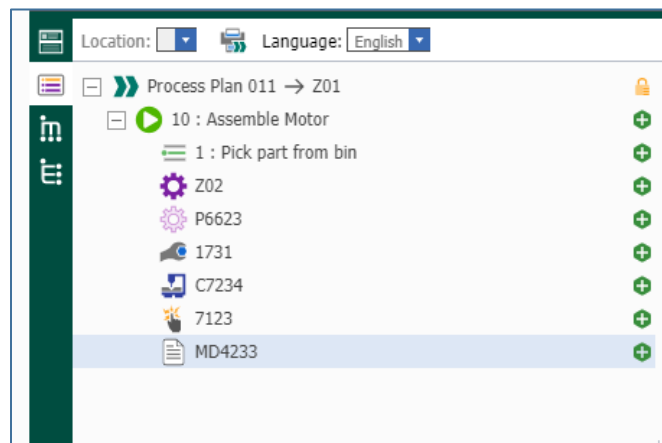 Location: Language: English
Process Plan 011 → Z01
10 : Assemble Motor
1 : Pick part from bin
Z02
P6623
1731
C7234
7123
MD4233